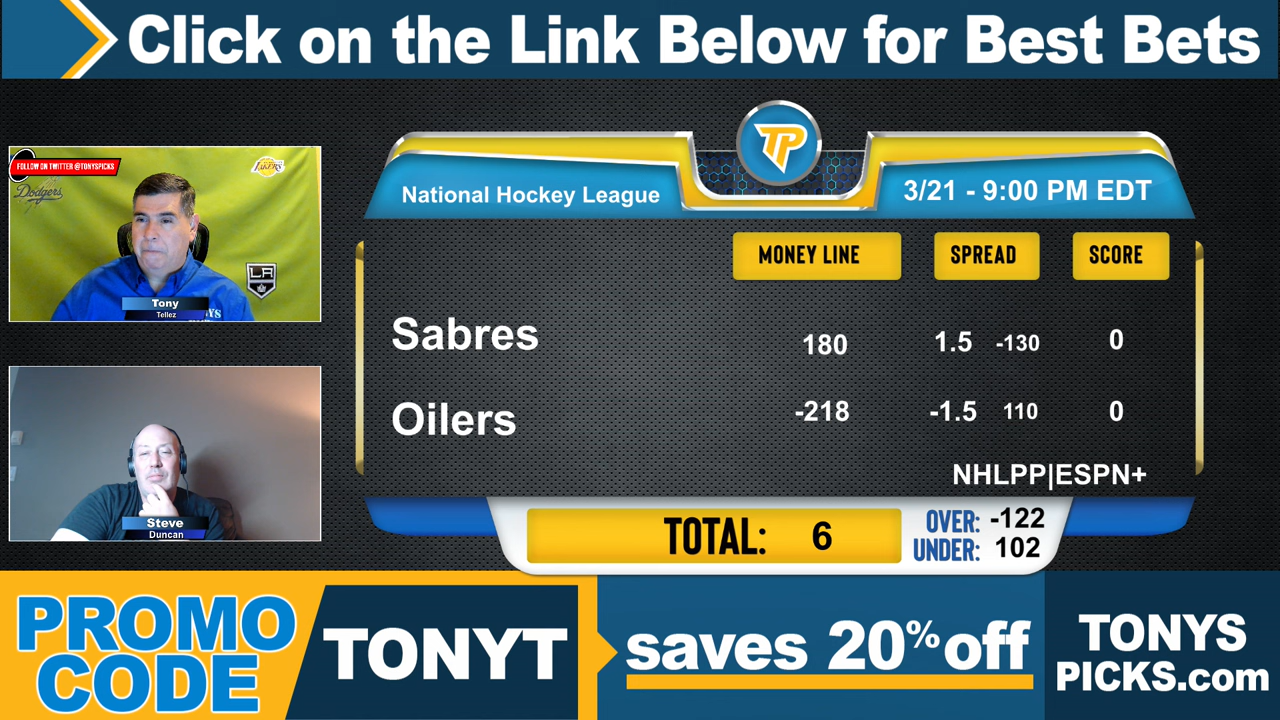 Click on the Link Below for Best Bets
FOLLOW ON TWITTER @TONYSPICKS
Dodgers
LAKERS
LA
Tony
Tellez
Steve
Duncan
TP
National Hockey League
3/21 - 9:00 PM EDT
MONEY LINE SPREAD SCORE
Sabres 180 1.5 -130 0
Oilers -218 -1.5 110 0
NHLPP|ESPN+
TOTAL: 6
OVER: -122
UNDER: 102
PROMO
CODE
TONYT
saves 20% off
TONYS
PICKS.com